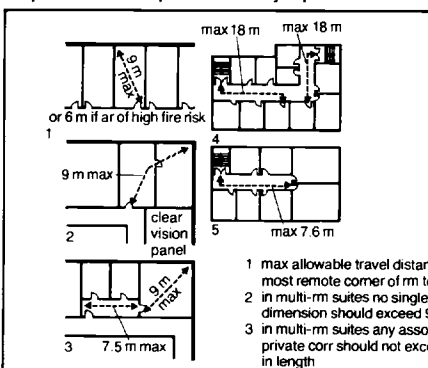 max 18 m
max 18 m
9 m max
or 6 m if ar of high fire risk
1
4
9 m max
clear
vision
panel
2
5
max 7.6 m
9 m
max
3
7.5 m max
1 max allowable travel distan
most remote corner of rm to
2 in multi-rm suites no single
dimension should exceed 9
3 in multi-rm suites any asso
private corr should not exc
in length